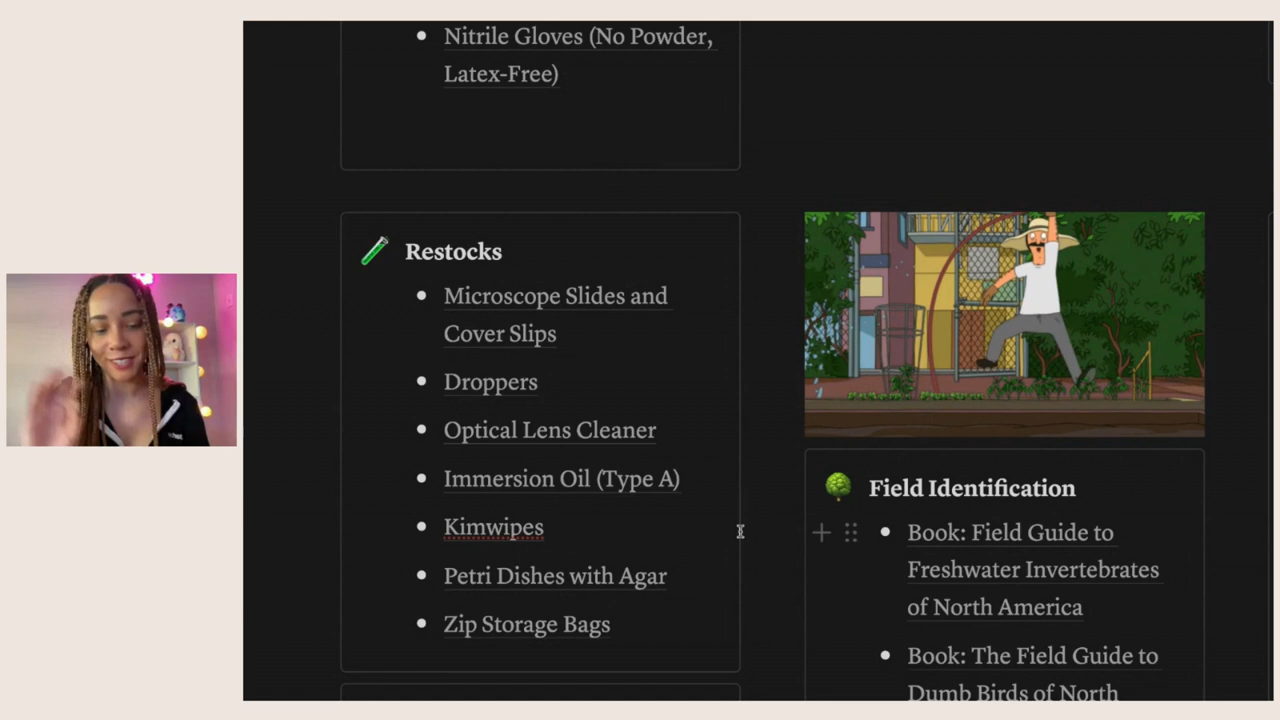 Nitrile Gloves (No Powder,
Latex-Free)
Restocks
Microscope Slides and
Cover Slips
Droppers
Optical Lens Cleaner
Immersion Oil (Type A)
Kimwipes
Petri Dishes with Agar
Zip Storage Bags
Field Identification
Book: Field Guide to
Freshwater Invertebrates
of North America
Book: The Field Guide to
Dumb Birds of North